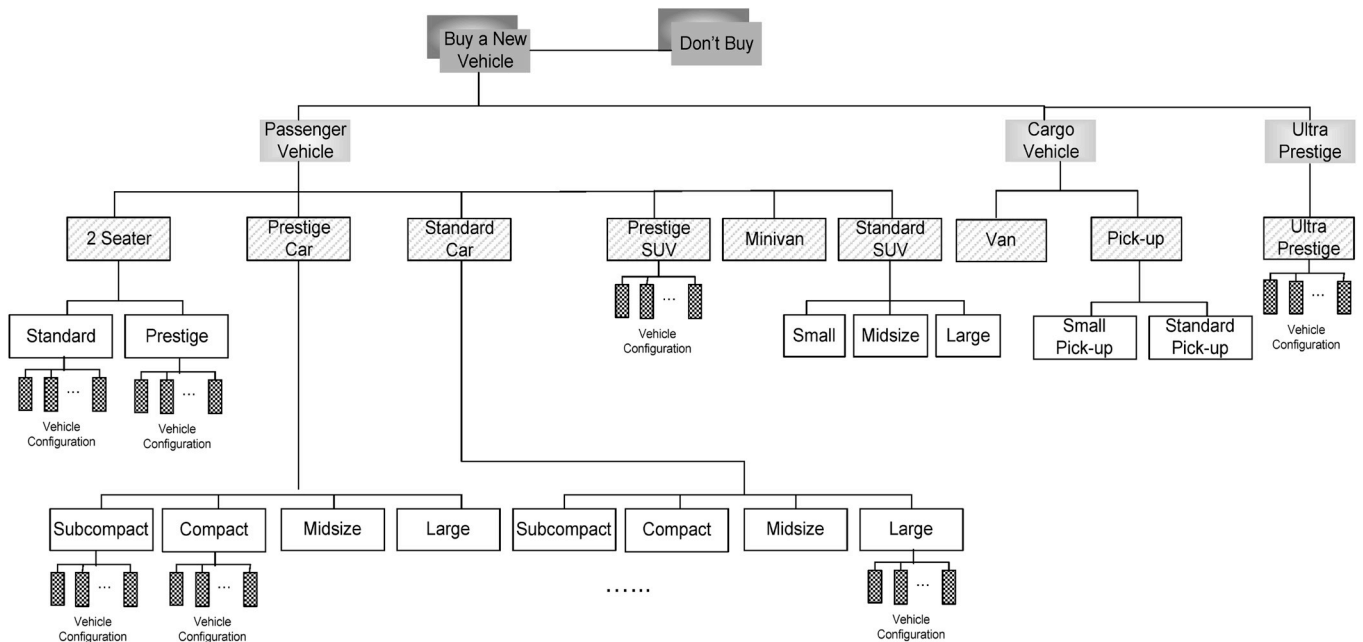 Buy a New
Vehicle
Don't Buy
Passenger
Vehicle
Cargo
Vehicle
Ultra
Prestige
2 Seater
Prestige
Car
Standard
Car
Prestige
SUV
Minivan
Standard
SUV
Van
Pick-up
Ultra
Prestige
...
Vehicle
Configuration
...
Vehicle
Configuration
Standard
Prestige
Small
Midsize
Large
Small
Pick-up
Standard
Pick-up
...
Vehicle
Configuration
...
Vehicle
Configuration
Subcompact
Compact
Midsize
Large
Subcompact
Compact
Midsize
Large
...
Vehicle
Configuration
...
Vehicle
Configuration
......
...
Vehicle
Configuration